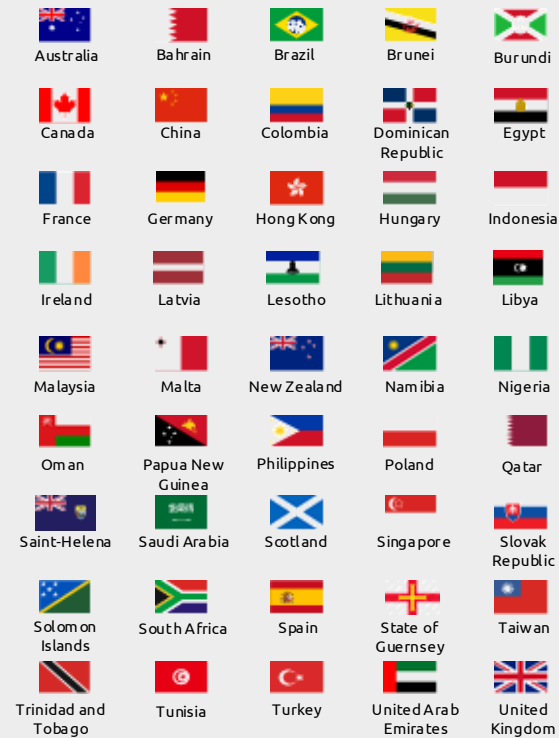 Australia
Bahrain
Brazil
Brunei
Burundi
Canada
China
Colombia
Dominican
Republic
Egypt
France
Germany
Hong Kong
Hungary
Indonesia
Ireland
Latvia
Lesotho
Lithuania
Libya
Malaysia
Malta
New Zealand
Namibia
Nigeria
Oman
Papua New
Guinea
Philippines
Poland
Qatar
Saint-Helena
Saudi Arabia
Scotland
Singapore
Slovak
Republic
Solomon
Islands
South Africa
Spain
State of
Guernsey
Taiwan
Trinidad and
Tobago
Tunisia
Turkey
United Arab
Emirates
United
Kingdom